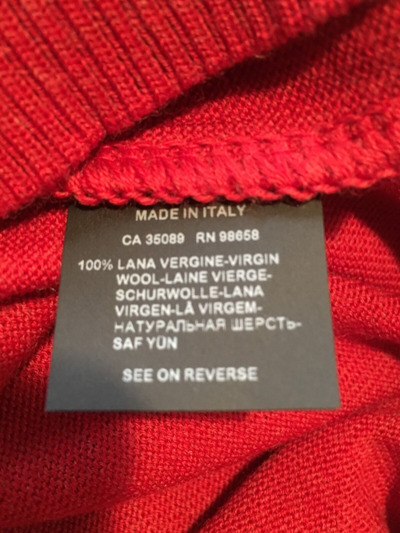 MADE IN ITALY
CA 35089 RN 98658
100% LANA VERGINE-VIRGIN
WOOL-LAINE VIERGE-
SCHURWOLLE-LANA
VIRGEN-LÂ VIRGEM-
НАТУРАЛЬНАЯ ШЕРСТЬ-
SAF YÜN
SEE ON REVERSE